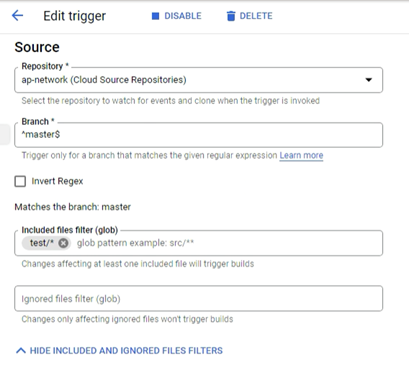 Edit trigger
DISABLE
DELETE
Source
Repository *
ap-network (Cloud Source Repositories)
Select the repository to watch for events and clone when the trigger is invoked
Branch *
^master$
Trigger only for a branch that matches the given regular expression Learn more
Invert Regex
Matches the branch: master
Included files filter (glob)
test/* glob pattern example: src/**
Changes affecting at least one included file will trigger builds
Ignored files filter (glob)
Changes only affecting ignored files won't trigger builds
HIDE INCLUDED AND IGNORED FILES FILTERS